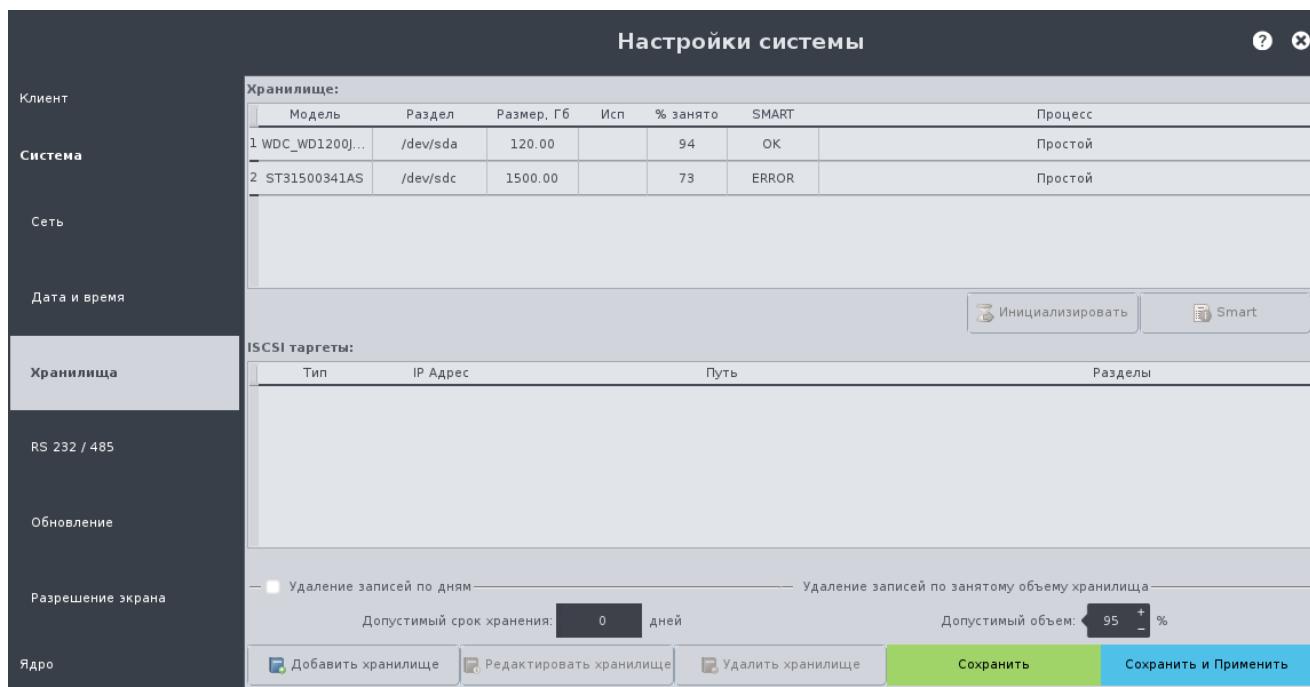 Настройки системы
Клиент
Система
Сеть
Дата и время
Хранилища
RS 232 / 485
Обновление
Разрешение экрана
Ядро
Хранилище:
Модель Раздел Размер, Гб Исп % занято SMART Процесс
1 WDC_WD1200J... /dev/sda 120.00 94 OK Простой
2 ST31500341AS /dev/sdc 1500.00 73 ERROR Простой
Инициализировать Smart
ISCSI таргеты:
Тип IP Адрес Путь Разделы
Удаление записей по дням Удаление записей по занятому объему хранилища
Допустимый срок хранения: 0 дней Допустимый объем: 95 %
Добавить хранилище Редактировать хранилище Удалить хранилище Сохранить Сохранить и Применить